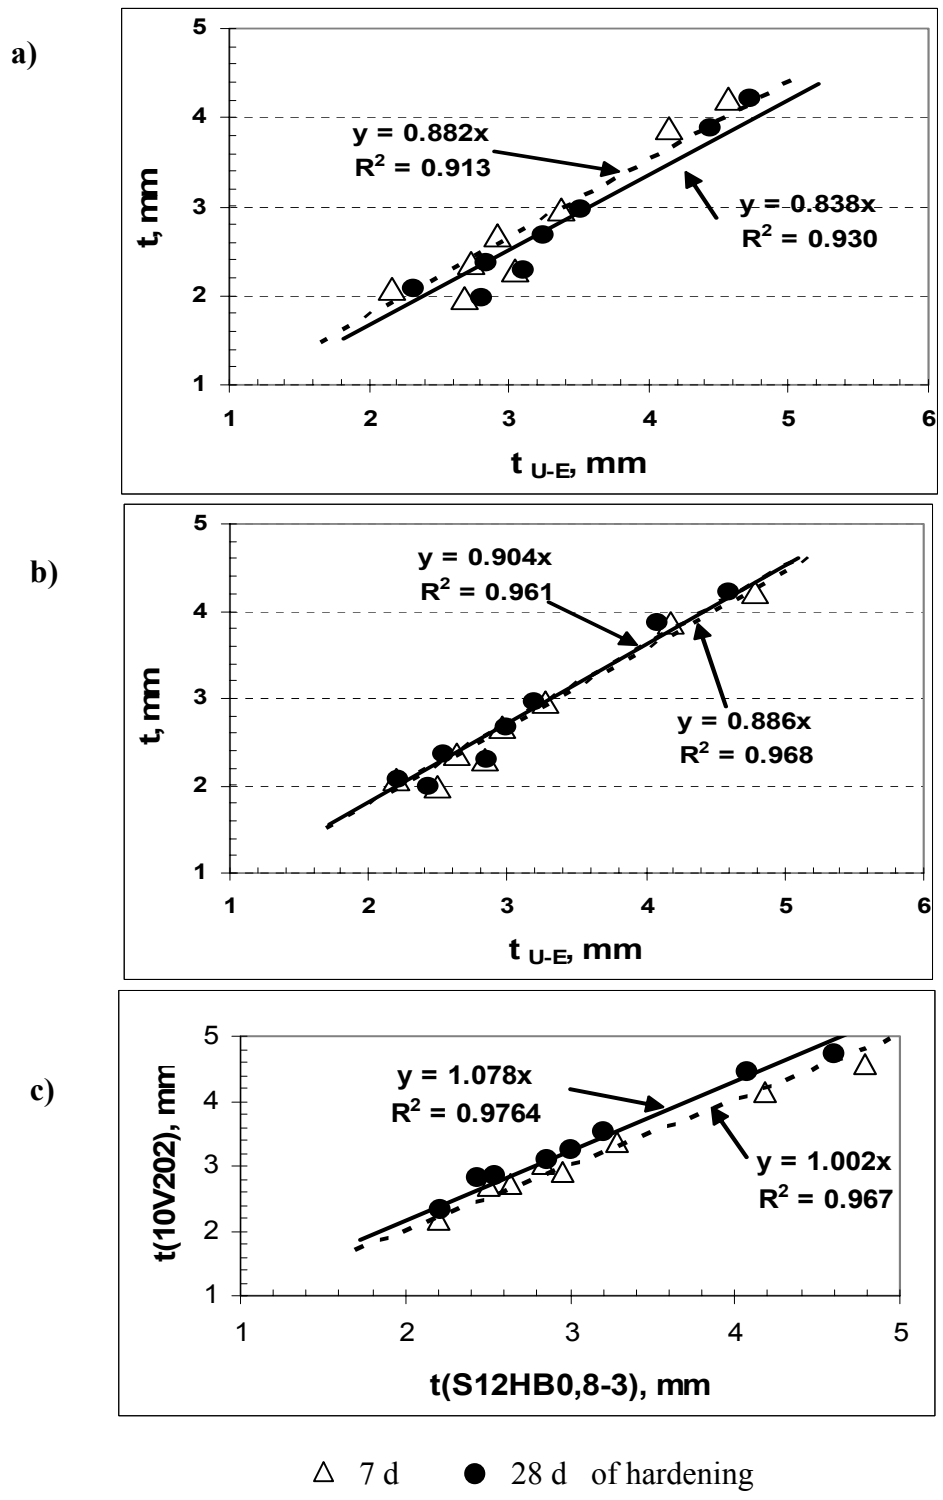 a)
5
4
3
2
1
y = 0.882x
R² = 0.913
y = 0.838x
R² = 0.930
t, mm
1 2 3 4 5 6
t U-E, mm
b)
5
4
3
2
1
y = 0.904x
R² = 0.961
y = 0.886x
R² = 0.968
t, mm
1 2 3 4 5 6
t U-E, mm
c)
5
4
3
2
1
y = 1.078x
R² = 0.9764
y = 1.002x
R² = 0.967
t(10V202), mm
1 2 3 4 5
t(S12HB0,8-3), mm
7 d 28 d of hardening